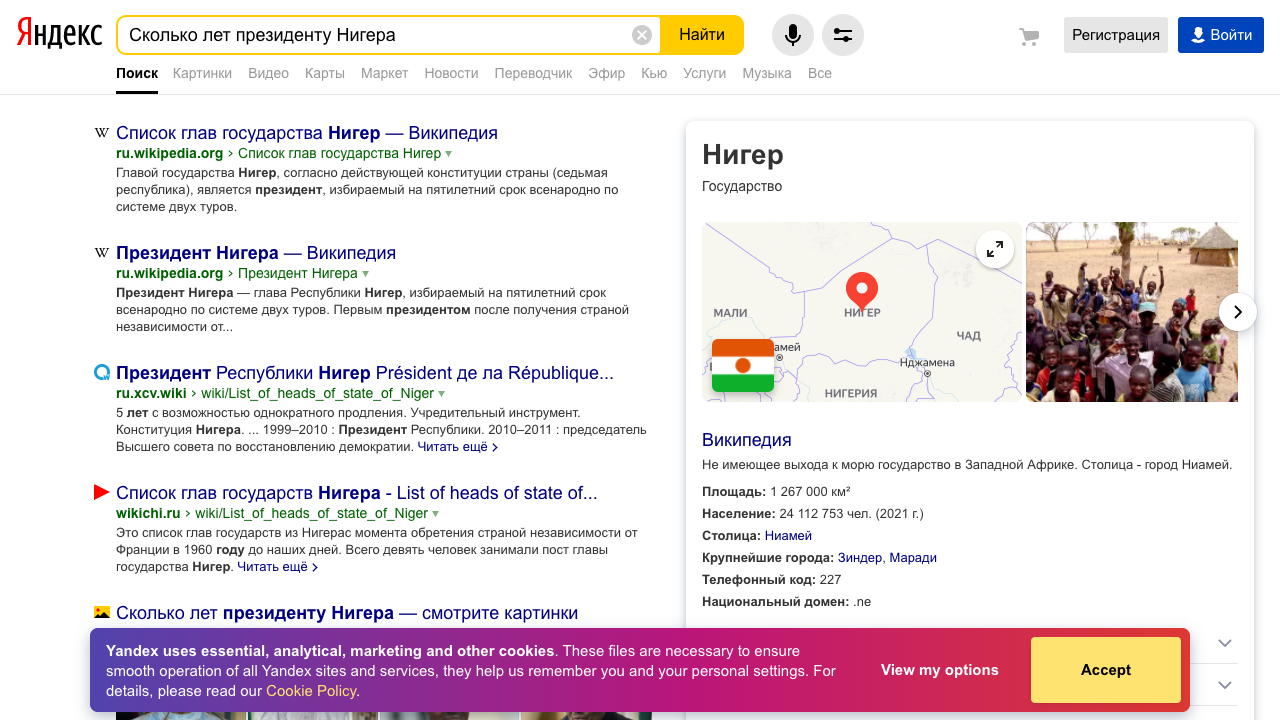 Яндекс
Сколько лет президенту Нигера
Найти
Регистрация
Войти
Поиск Картинки Видео Карты Маркет Новости Переводчик Эфир Кью Услуги Музыка Все
Список глав государства Нигер — Википедия
ru.wikipedia.org › Список глав государства Нигер
Главой государства Нигер, согласно действующей конституции страны (седьмая
республика), является президент, избираемый на пятилетний срок всенародно по
системе двух туров.
Президент Нигера — Википедия
ru.wikipedia.org › Президент Нигера
Президент Нигера — глава Республики Нигер, избираемый на пятилетний срок
всенародно по системе двух туров. Первым президентом после получения страной
независимости от...
Президент Республики Нигер Président de la République...
ru.xcv.wiki › wiki/List_of_heads_of_state_of_Niger
5 лет с возможностью однократного продления. Учредительный инструмент.
Конституция Нигера. ... 1999–2010 : Президент Республики. 2010–2011 : председатель
Высшего совета по восстановлению демократии. Читать ещё ›
Список глав государств Нигера - List of heads of state of...
wikichi.ru › wiki/List_of_heads_of_state_of_Niger
Это список глав государств из Нигерас момента обретения страной независимости от
Франции в 1960 году до наших дней. Всего девять человек занимали пост главы
государства Нигер. Читать ещё ›
Сколько лет президенту Нигера — смотрите картинки
Нигер
Государство
МАЛИ
НИГЕР
ЧАД
амей
Нджамена
НИГЕРИЯ
Википедия
Не имеющее выхода к морю государство в Западной Африке. Столица - город Ниамей.
Площадь: 1 267 000 км²
Население: 24 112 753 чел. (2021 г.)
Столица: Ниамей
Крупнейшие города: Зиндер, Маради
Телефонный код: 227
Национальный домен: .ne
Yandex uses essential, analytical, marketing and other cookies. These files are necessary to ensure
smooth operation of all Yandex sites and services, they help us remember you and your personal settings. For
details, please read our Cookie Policy.
View my options
Accept